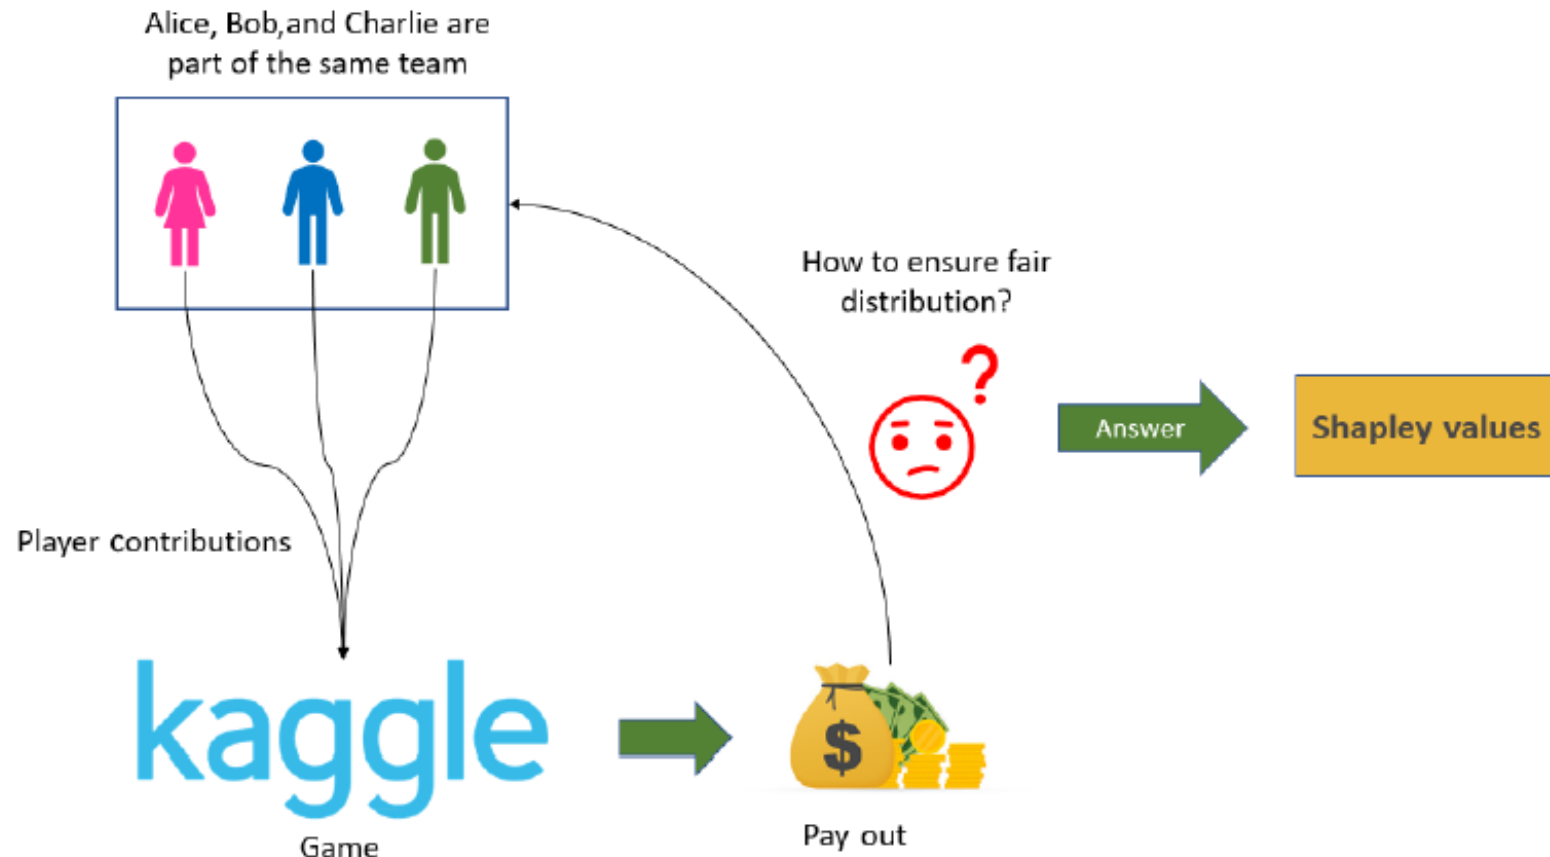 Alice, Bob,and Charlie are
part of the same team
How to ensure fair
distribution?
?
Answer
Shapley values
Player contributions
kaggle
$
Game
Pay out